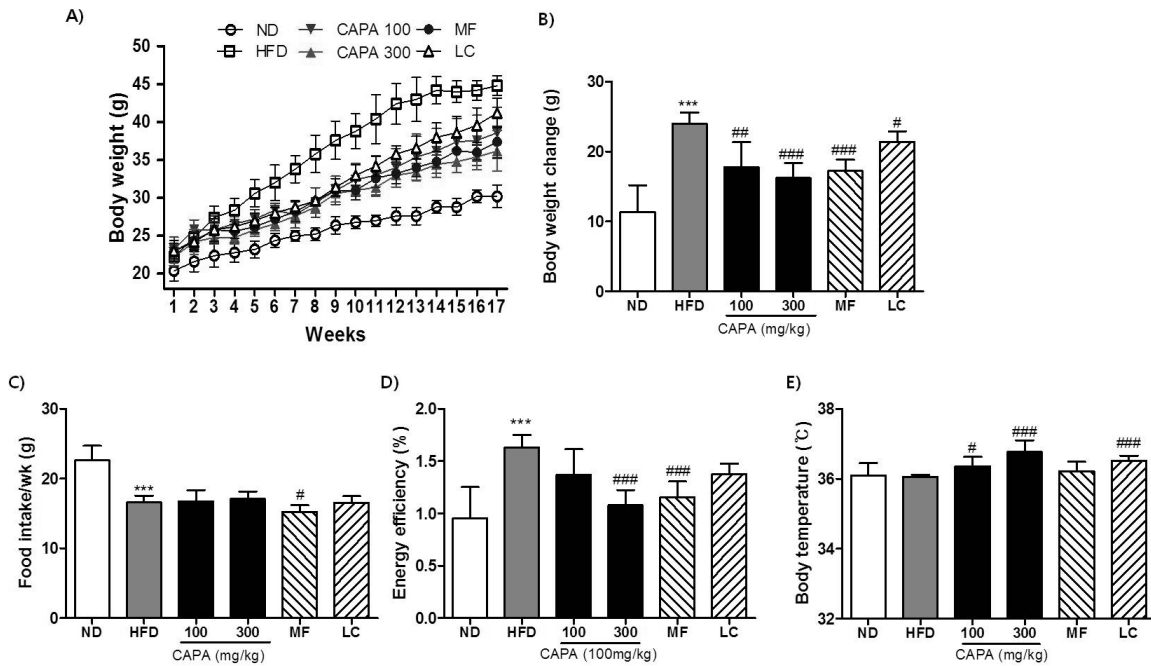 A)
ND CAPA 100 MF
HFD CAPA 300 LC
Body weight (g)
50
45
40
35
30
25
20
1 2 3 4 5 6 7 8 9 10 11 12 13 14 15 16 17
Weeks
B)
Body weight change (g)
30
20
10
0
*** ## ### ### #
ND HFD 100 300 MF LC
CAPA (mg/kg)
C)
Food intake/wk (g)
30
20
10
0
*** #
ND HFD 100 300 MF LC
CAPA (mg/kg)
D)
Energy efficiency (%)
2.0
1.5
1.0
0.5
0.0
*** ### ###
ND HFD 100 300 MF LC
CAPA (100mg/kg)
E)
Body temperature (℃)
38
36
34
32
# ### ###
ND HFD 100 300 MF LC
CAPA (mg/kg)